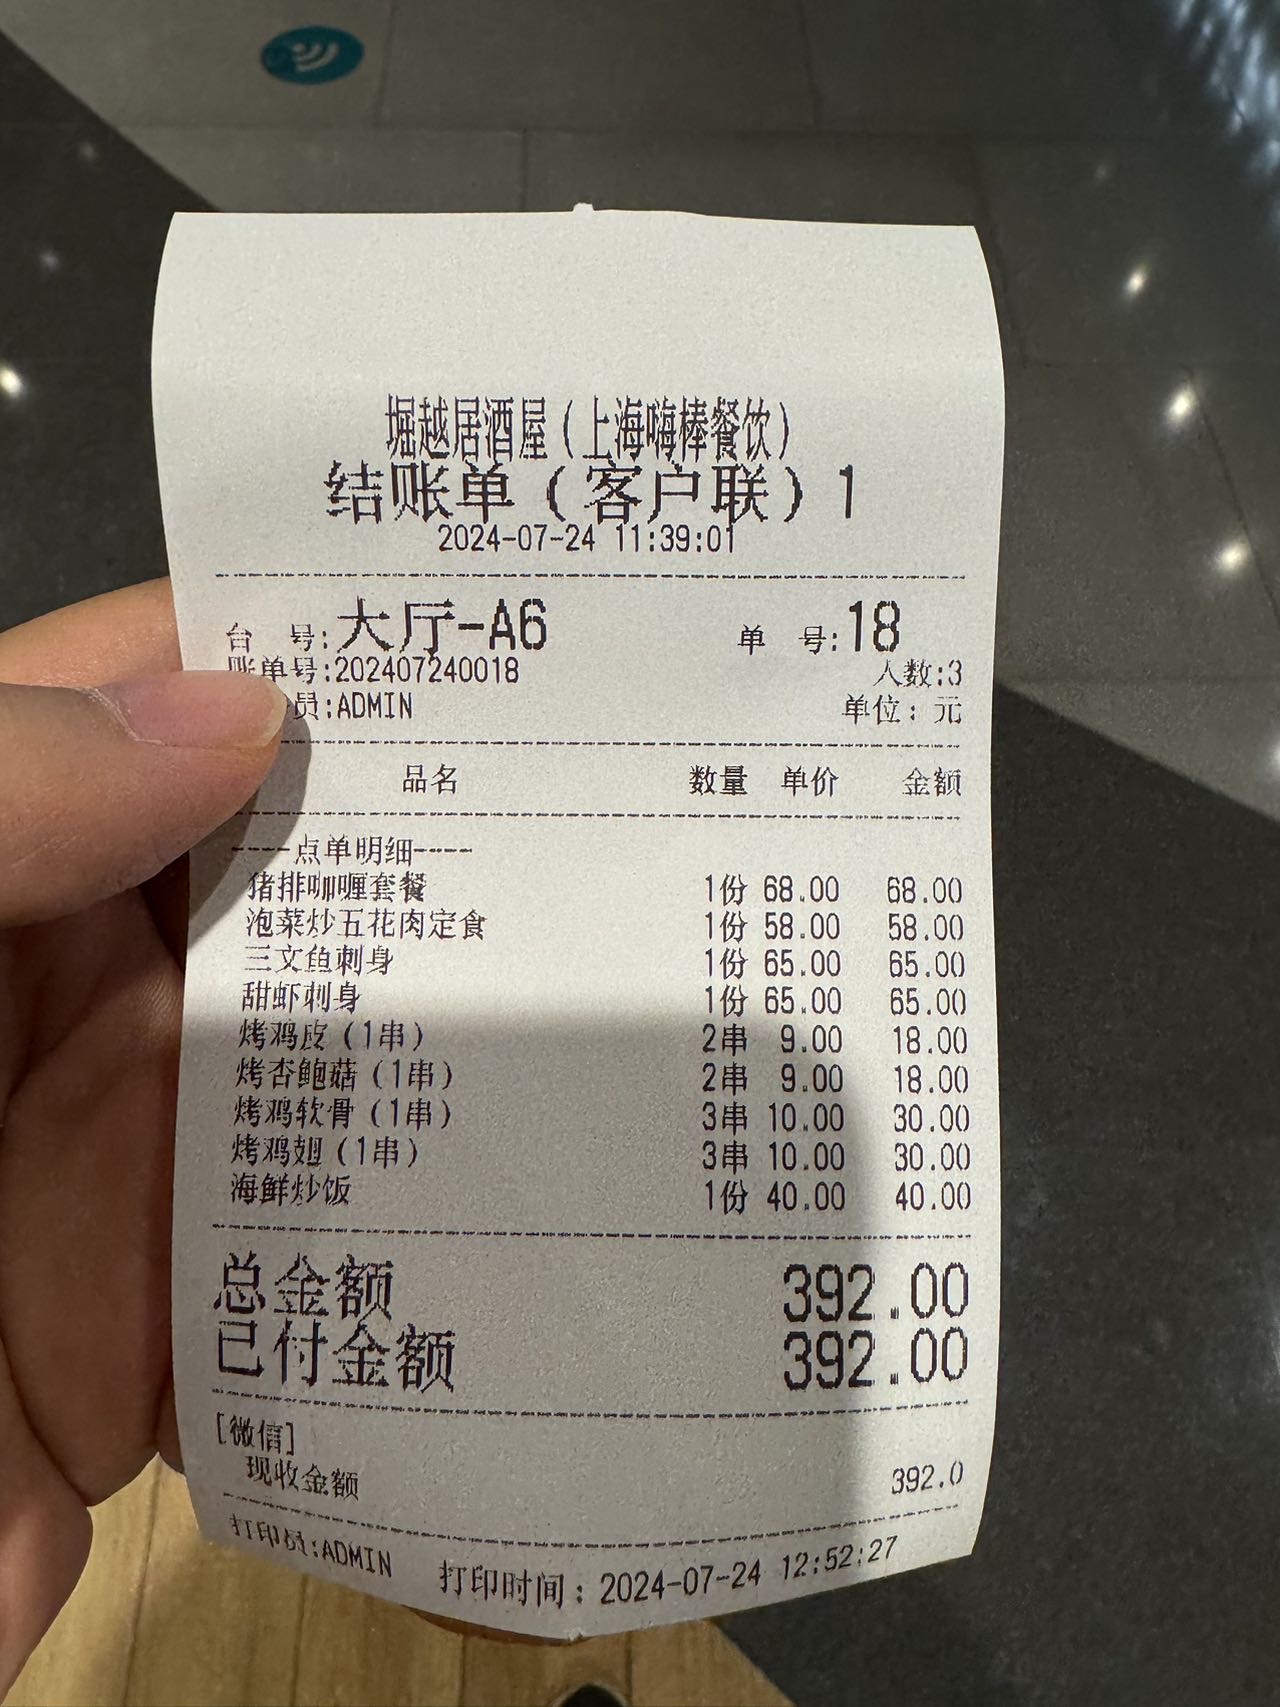 堀越居酒屋（上海嗨棒餐饮）
结账单（客户联）1
2024-07-24 11:39:01
台 号:大厅-A6 单 号:18
账单号:202407240018 人数:3
员:ADMIN 单位：元
品名 数量 单价 金额
----点单明细----
猪排咖喱套餐 1份 68.00 68.00
泡菜炒五花肉定食 1份 58.00 58.00
三文鱼刺身 1份 65.00 65.00
甜虾刺身 1份 65.00 65.00
烤鸡皮（1串） 2串 9.00 18.00
烤杏鲍菇（1串） 2串 9.00 18.00
烤鸡软骨（1串） 3串 10.00 30.00
烤鸡翅（1串） 3串 10.00 30.00
海鲜炒饭 1份 40.00 40.00
总金额 392.00
已付金额 392.00
[微信]
现收金额 392.0
打印员:ADMIN 打印时间：2024-07-24 12:52:27